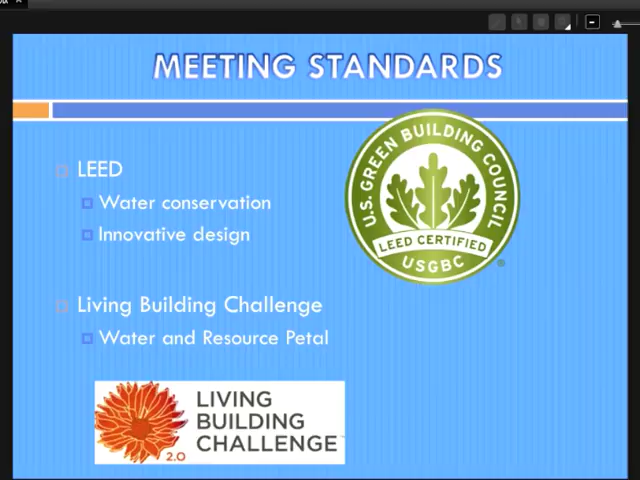 MEETING STANDARDS
LEED
Water conservation
Innovative design
U.S. GREEN BUILDING COUNCIL
LEED CERTIFIED
USGBC
®
Living Building Challenge
Water and Resource Petal
LIVING
BUILDING
CHALLENGE
2.0